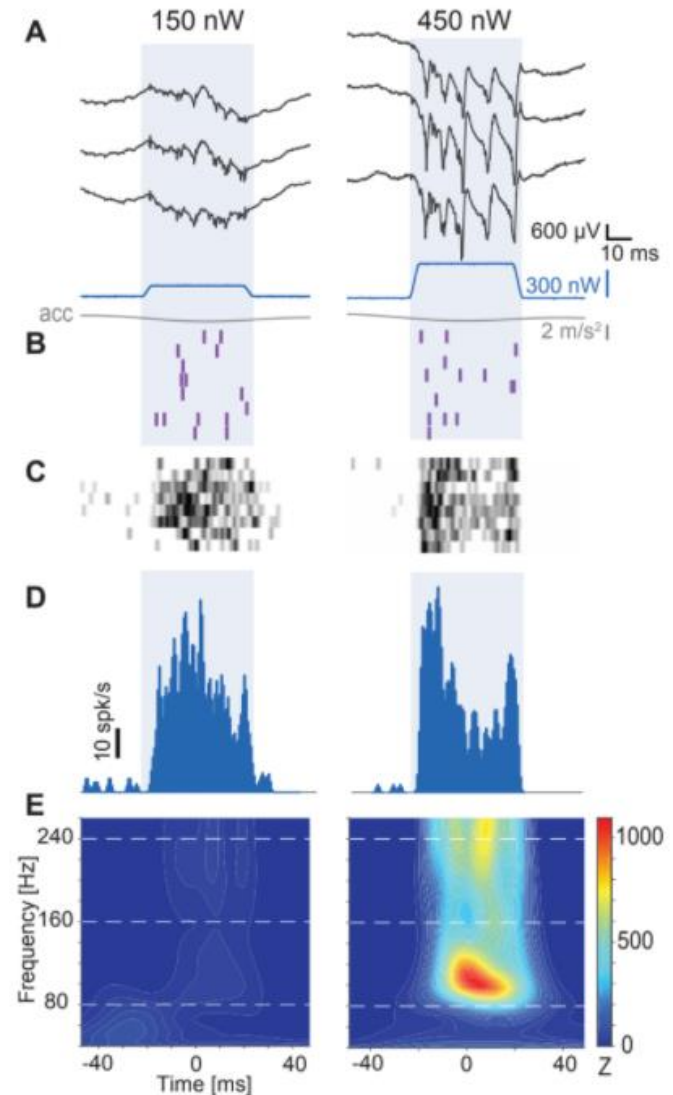 A
150 nW
450 nW
600 μV
10 ms
300 nW
acc
2 m/s²
B
C
D
10 spk/s
E
Frequency [Hz]
240
160
80
1000
500
0
Z
-40
0
40
-40
0
40
Time [ms]